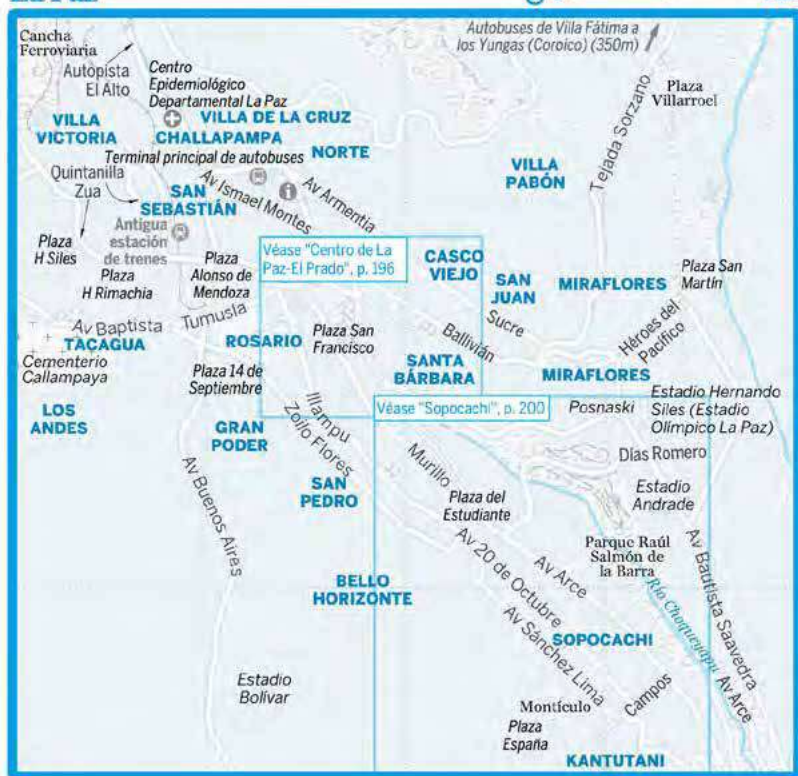 Autobuses de Villa Fátima a
los Yungas (Coroico) (350m)
Cancha
Ferroviaria
Autopista
El Alto
Centro
Epidemiológico
Departamental La Paz
Plaza
Villarroel
VILLA
VICTORIA
VILLA DE LA CRUZ
CHALLAPAMPA
NORTE
Terminal principal de autobuses
Tejada Sorzano
VILLA
PABÓN
Quintanilla
Zua
SAN
SEBASTIÁN
Av Ismael Montes
Av Armentia
Antigua
estación
de trenes
Plaza
H Siles
Plaza
H Rimachia
Plaza
Alonso de
Mendoza
Véase "Centro de La
Paz-El Prado", p. 196
CASCO
VIEJO
SAN
JUAN
MIRAFLORES
Plaza San
Martín
Av Baptista
Tumusla
TACAGUA
ROSARIO
Plaza San
Francisco
Ballivián
Sucre
Héroes del
Pacífico
Cementerio
Callampaya
Plaza 14 de
Septiembre
SANTA
BÁRBARA
MIRAFLORES
LOS
ANDES
GRAN
PODER
Illampu
Zoilo Flores
Véase "Sopocachi", p. 200
Posnaski
Estadio Hernando
Siles (Estadio
Olímpico La Paz)
Días Romero
Av Buenos Aires
SAN
PEDRO
Murillo
Plaza del
Estudiante
Estadio
Andrade
Parque Raúl
Salmón de
la Barra
Av 20 de Octubre
Av Arce
Av Bautista Saavedra
BELLO
HORIZONTE
Río Choqueyapu
Av Sánchez Lima
SOPOCACHI
Av Arce
Estadio
Bolívar
Montículo
Campos
Plaza
España
KANTUTANI